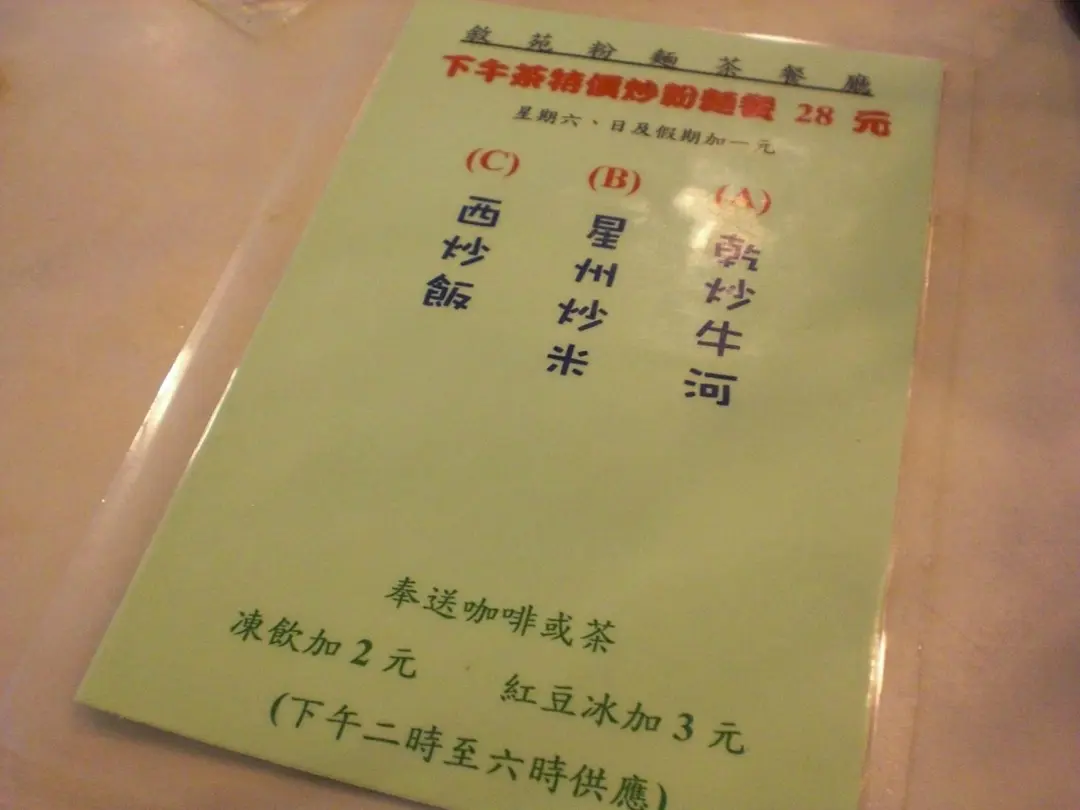 敘苑粉麵茶餐廳
下午茶特價炒粉麵餐 28 元
星期六、日及假期加一元
(A)
乾炒牛河
(B)
星州炒米
(C)
西炒飯
奉送咖啡或茶
凍飲加 2 元
紅豆冰加 3 元
(下午二時至六時供應)